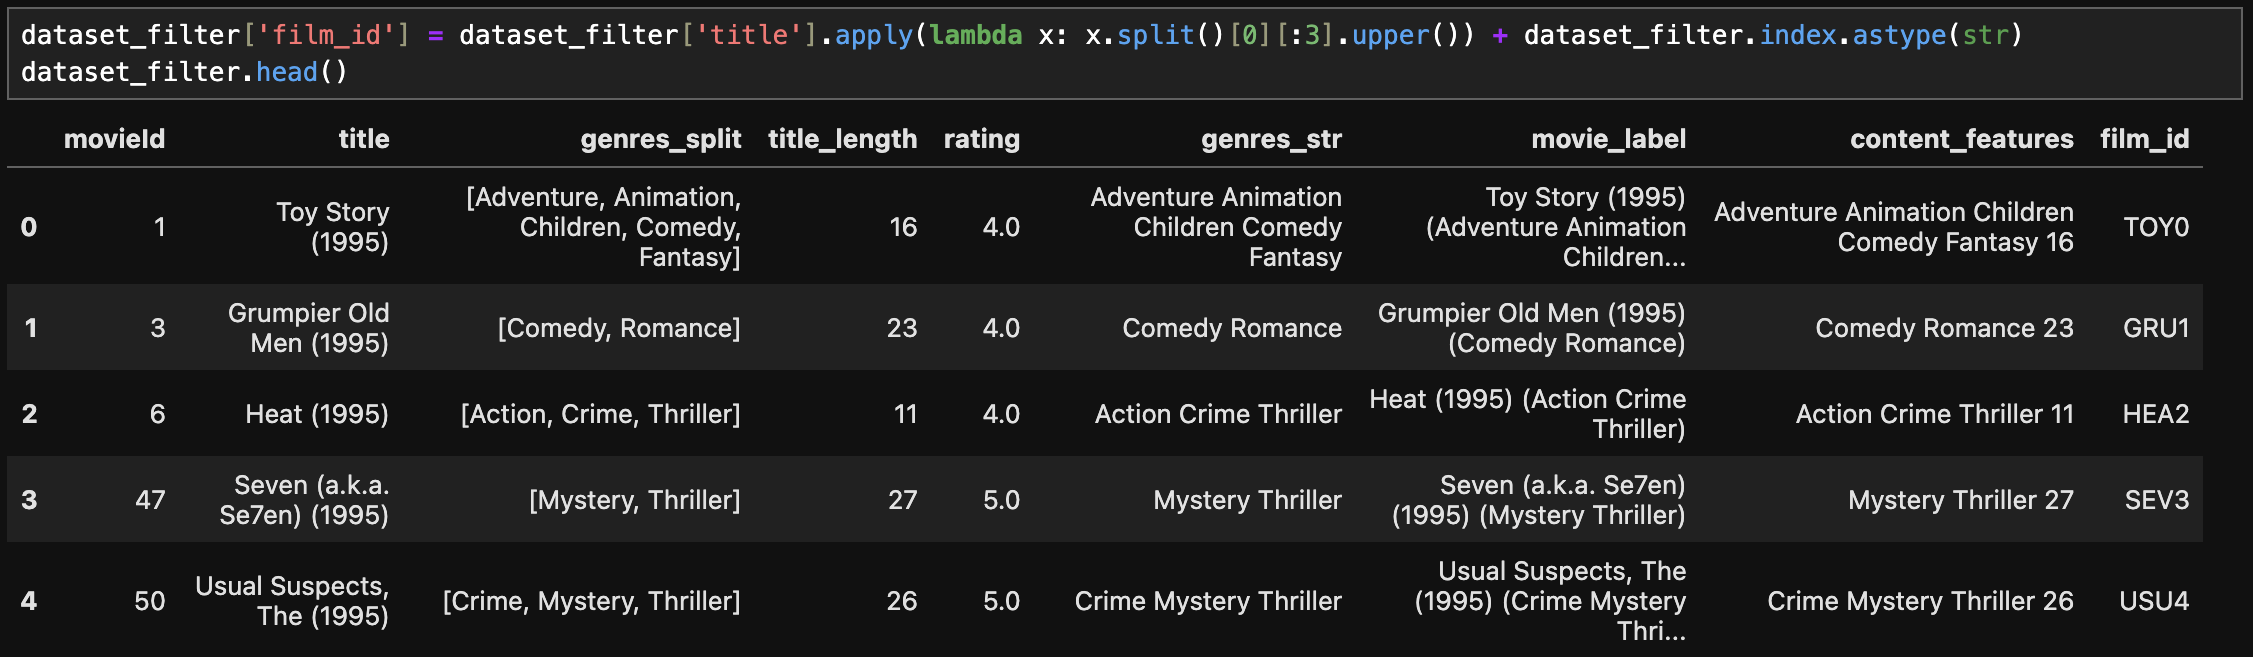 dataset_filter['film_id'] = dataset_filter['title'].apply(lambda x: x.split()[0][:3].upper()) + dataset_filter.index.astype(str)
dataset_filter.head()
movieId title genres_split title_length rating genres_str movie_label content_features film_id
0 1 Toy Story (1995) [Adventure, Animation, Children, Comedy, Fantasy] 16 4.0 Adventure Animation Children Comedy Fantasy Toy Story (1995) (Adventure Animation Children... Adventure Animation Children Comedy Fantasy 16 TOY0
1 3 Grumpier Old Men (1995) [Comedy, Romance] 23 4.0 Comedy Romance Grumpier Old Men (1995) (Comedy Romance) Comedy Romance 23 GRU1
2 6 Heat (1995) [Action, Crime, Thriller] 11 4.0 Action Crime Thriller Heat (1995) (Action Crime Thriller) Action Crime Thriller 11 HEA2
3 47 Seven (a.k.a. Se7en) (1995) [Mystery, Thriller] 27 5.0 Mystery Thriller Seven (a.k.a. Se7en) (1995) (Mystery Thriller) Mystery Thriller 27 SEV3
4 50 Usual Suspects, The (1995) [Crime, Mystery, Thriller] 26 5.0 Crime Mystery Thriller Usual Suspects, The (1995) (Crime Mystery Thri... Crime Mystery Thriller 26 USU4